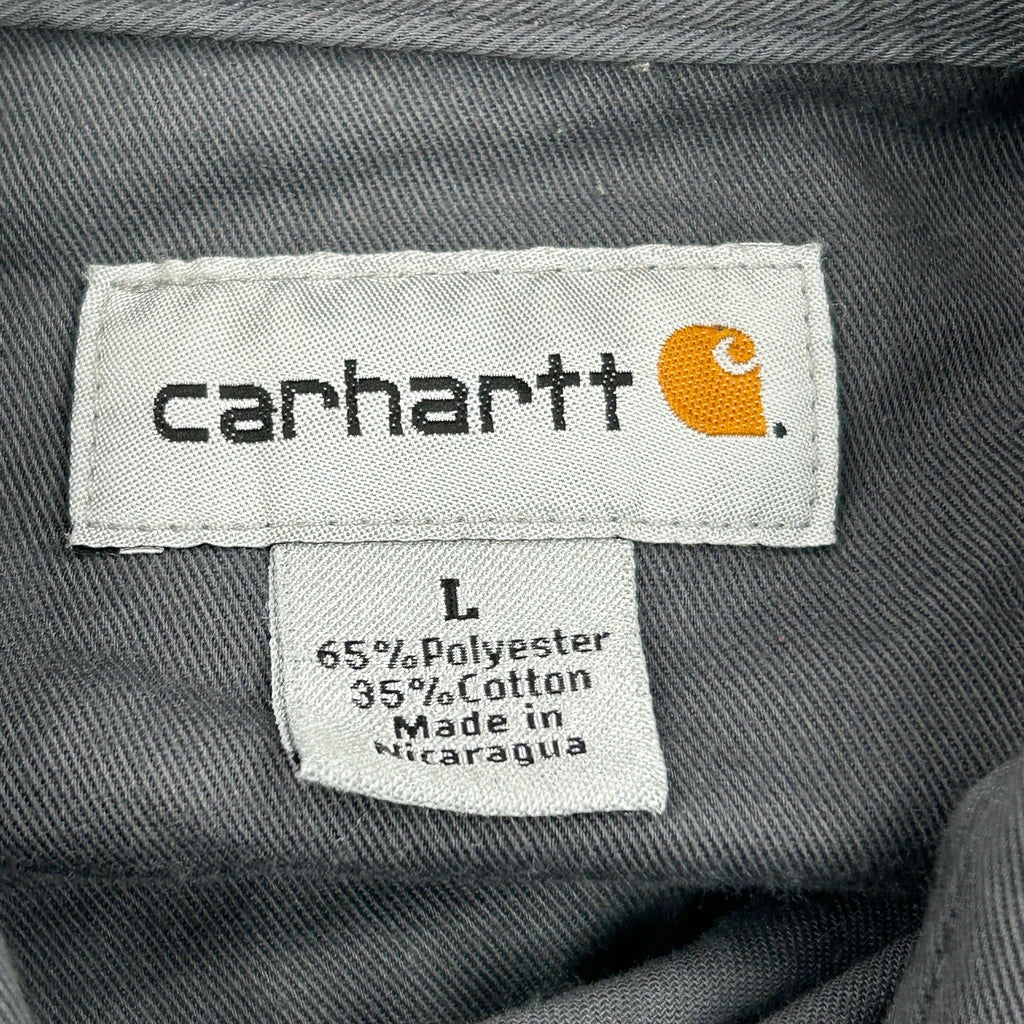 carhartt
L
65%Polyester
35%Cotton
Made in
Nicaragua